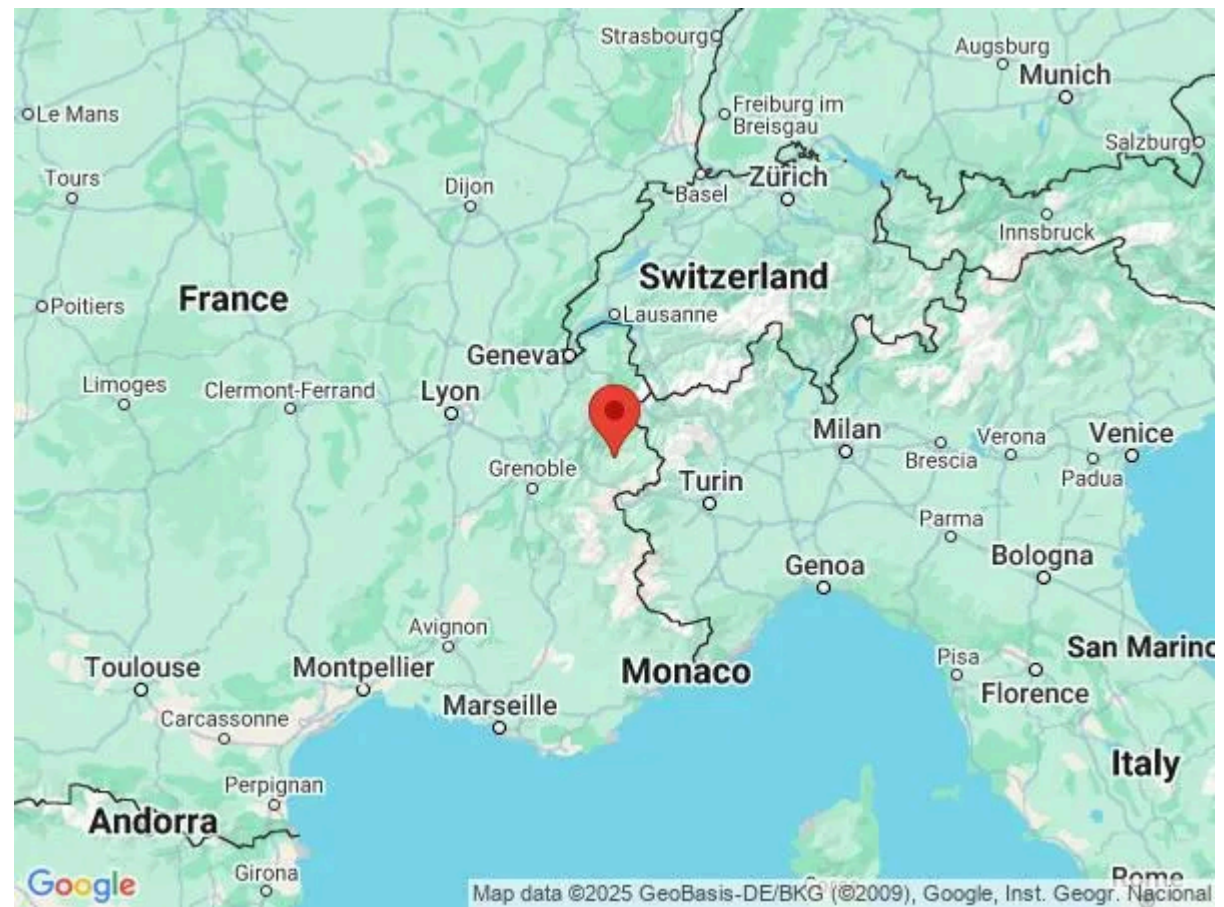 Strasbourg
Augsburg
Munich
Le Mans
Freiburg im
Breisgau
Salzburg
Tours
Dijon
Basel
Zürich
Innsbruck
Switzerland
France
Poitiers
Lausanne
Geneva
Limoges
Clermont-Ferrand
Lyon
Milan
Verona
Venice
Brescia
Padua
Grenoble
Turin
Parma
Bologna
Genoa
Avignon
San Marino
Toulouse
Montpellier
Monaco
Pisa
Florence
Marseille
Carcassonne
Italy
Perpignan
Andorra
Girona
Rome
Google
Map data ©2025 GeoBasis-DE/BKG (©2009), Google, Inst. Geogr. Nacional